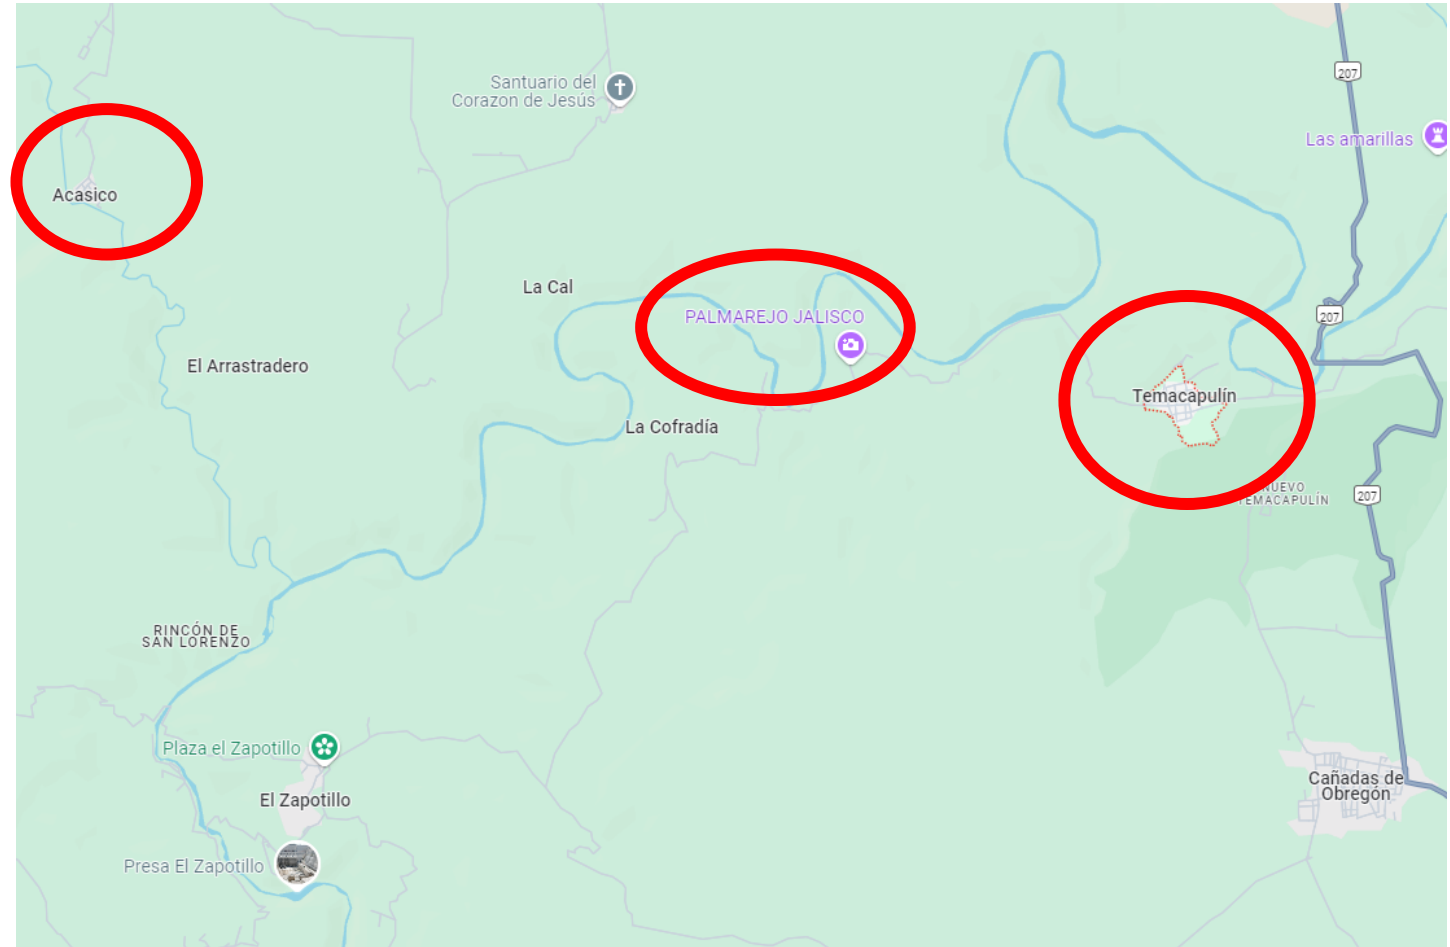 207
Santuario del
Corazon de Jesús
Las amarillas
Acasico
La Cal
PALMAREJO JALISCO
207
El Arrastradero
Temacapulín
La Cofradía
NUEVO
TEMACAPULÍN
207
RINCÓN DE
SAN LORENZO
Plaza el Zapotillo
El Zapotillo
Cañadas de
Obregón
Presa El Zapotillo